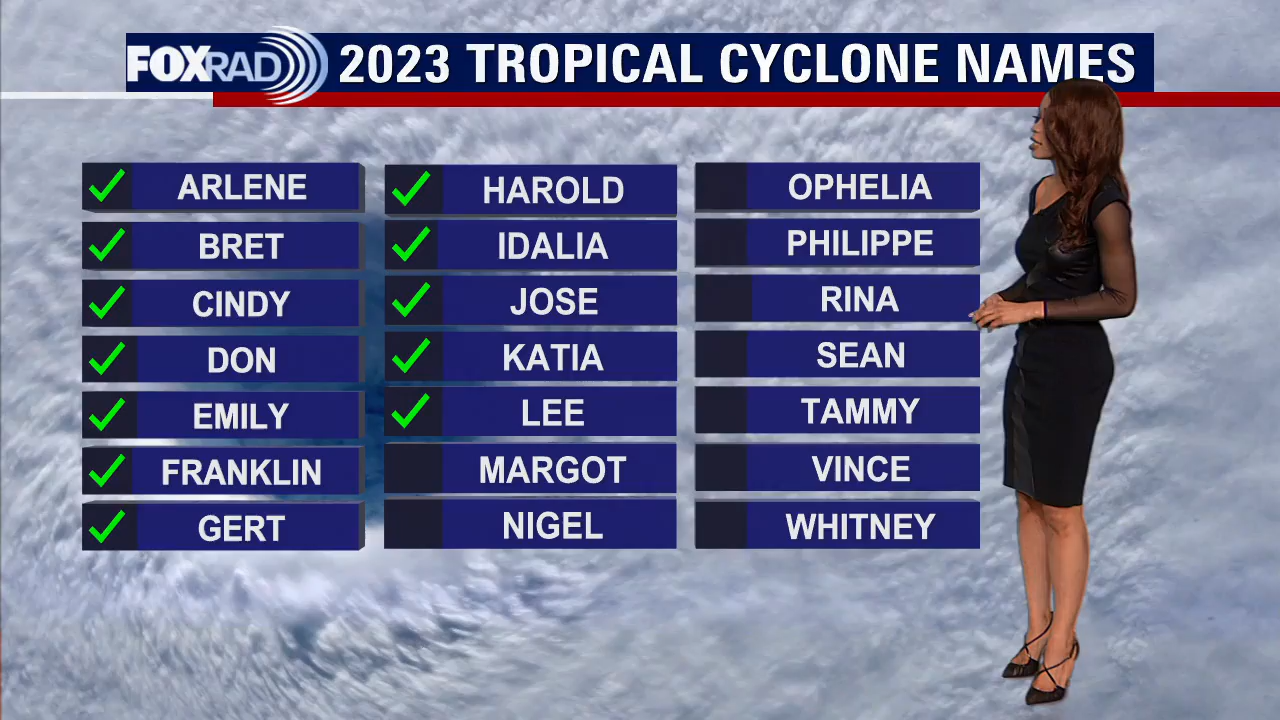 FOXRAD 2023 TROPICAL CYCLONE NAMES
ARLENE
BRET
CINDY
DON
EMILY
FRANKLIN
GERT
HAROLD
IDALIA
JOSE
KATIA
LEE
MARGOT
NIGEL
OPHELIA
PHILIPPE
RINA
SEAN
TAMMY
VINCE
WHITNEY